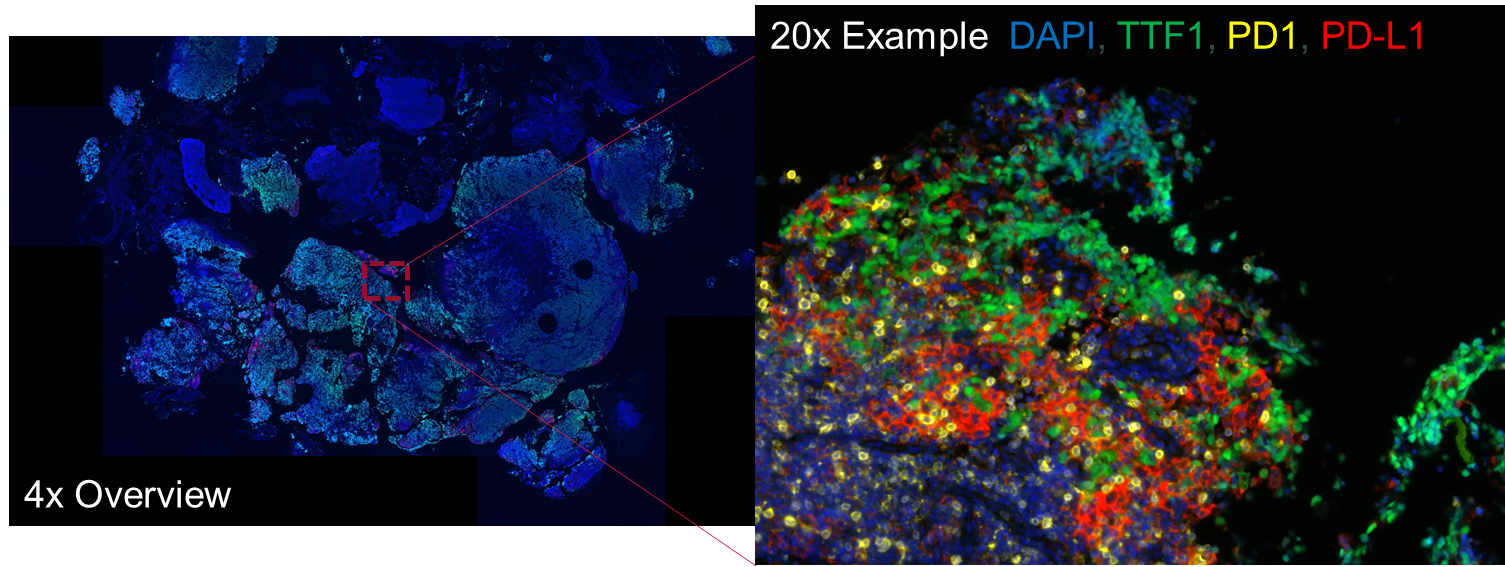 20x Example DAPI, TTF1, PD1, PD-L1
4x Overview